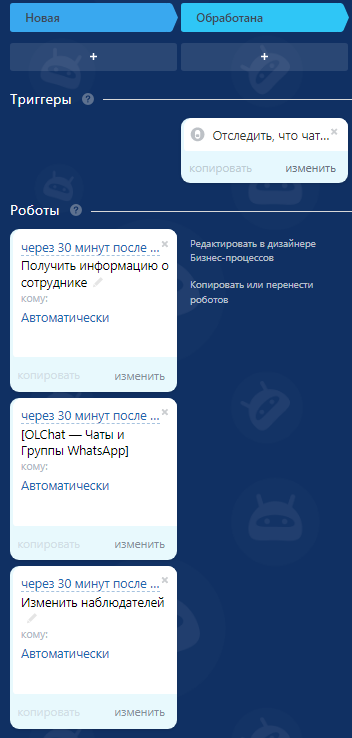 Новая
Обработана
+
+
Триггеры ?
Отследить, что чат...
копировать
изменить
Роботы ?
через 30 минут после ...
Получить информацию о
сотруднике
кому:
Автоматически
копировать
изменить
Редактировать в дизайнере
Бизнес-процессов
Копировать или перенести
роботов
через 30 минут после ...
[OLChat — Чаты и
Группы WhatsApp]
кому:
Автоматически
копировать
изменить
через 30 минут после ...
Изменить наблюдателей
кому:
Автоматически
копировать
изменить